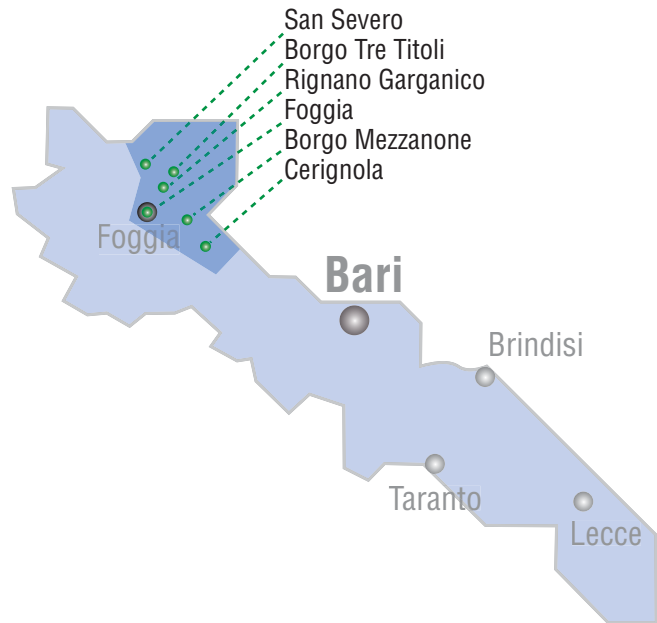 San Severo
Borgo Tre Titoli
Rignano Garganico
Foggia
Borgo Mezzanone
Cerignola
Foggia
Bari
Brindisi
Taranto
Lecce